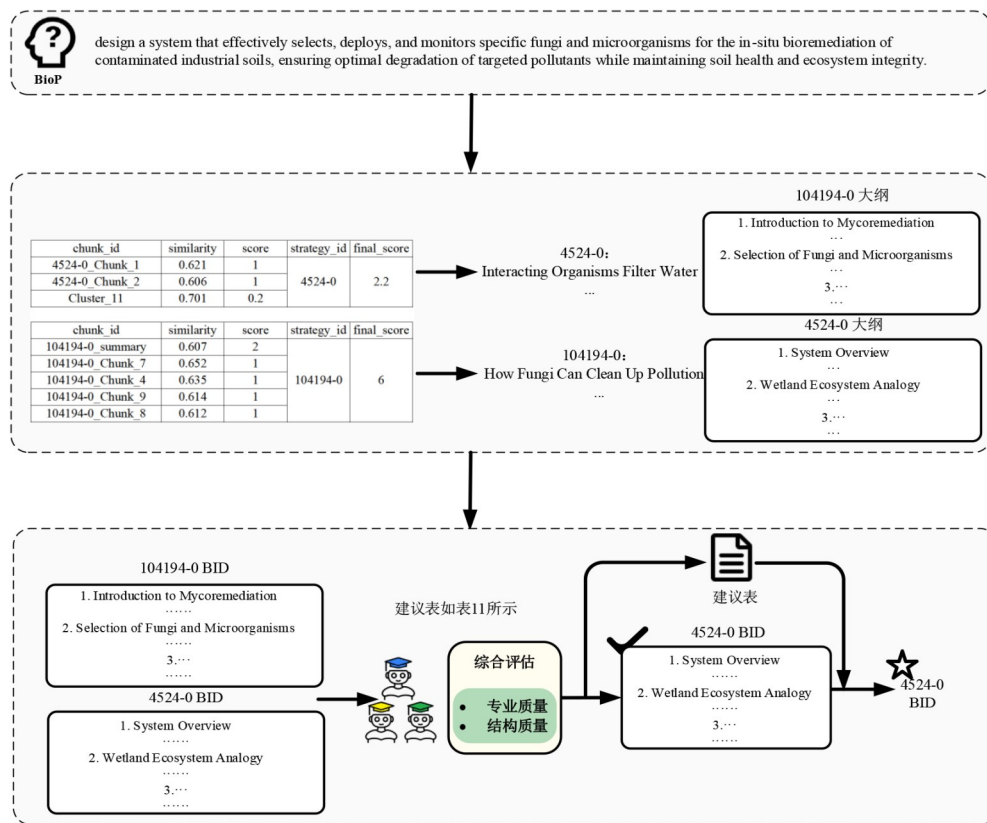 design a system that effectively selects, deploys, and monitors specific fungi and microorganisms for the in-situ bioremediation of
contaminated industrial soils, ensuring optimal degradation of targeted pollutants while maintaining soil health and ecosystem integrity.
BioP
chunk_id similarity score strategy_id final_score
4524-0_Chunk_1 0.621 1
4524-0_Chunk_2 0.606 1 4524-0 2.2
Cluster_11 0.701 0.2
chunk_id similarity score strategy_id final_score
104194-0_summary 0.607 2
104194-0_Chunk_7 0.652 1
104194-0_Chunk_4 0.635 1 104194-0 6
104194-0_Chunk_9 0.614 1
104194-0_Chunk_8 0.612 1
4524-0：
Interacting Organisms Filter Water
...
104194-0：
How Fungi Can Clean Up Pollution
...
104194-0 大纲
1. Introduction to Mycoremediation
...
2. Selection of Fungi and Microorganisms
...
3.…
...
4524-0 大纲
1. System Overview
...
2. Wetland Ecosystem Analogy
...
3.…
...
104194-0 BID
1. Introduction to Mycoremediation
……
2. Selection of Fungi and Microorganisms
……
3.…
……
4524-0 BID
1. System Overview
……
2. Wetland Ecosystem Analogy
……
3.…
……
建议表如表11所示
综合评估
• 专业质量
• 结构质量
建议表
4524-0 BID
1. System Overview
……
2. Wetland Ecosystem Analogy
……
3.…
……
4524-0
BID